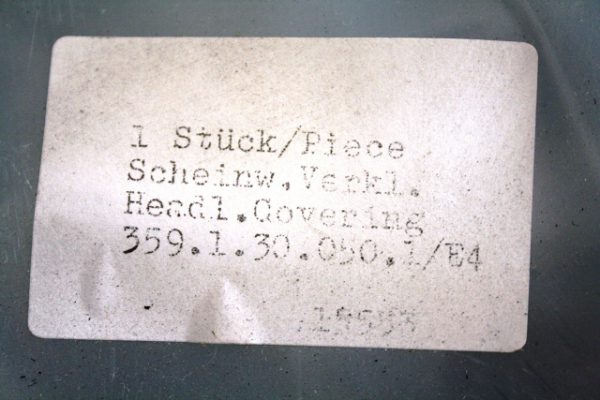 1 Stück/Piece
Scheinw.Verkl.
Headl.Covering
359.1.30.050.1/E4